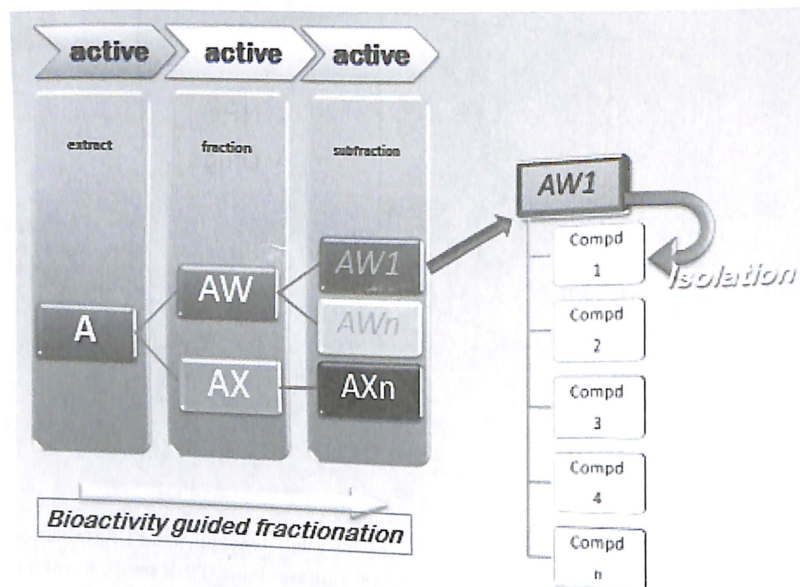 active active active
extract fraction subfraction
AW1
AW1
AW
AWn
A
AX AXn
Bioactivity guided fractionation
Isolation
Compd
1
Compd
2
Compd
3
Compd
4
Compd
n